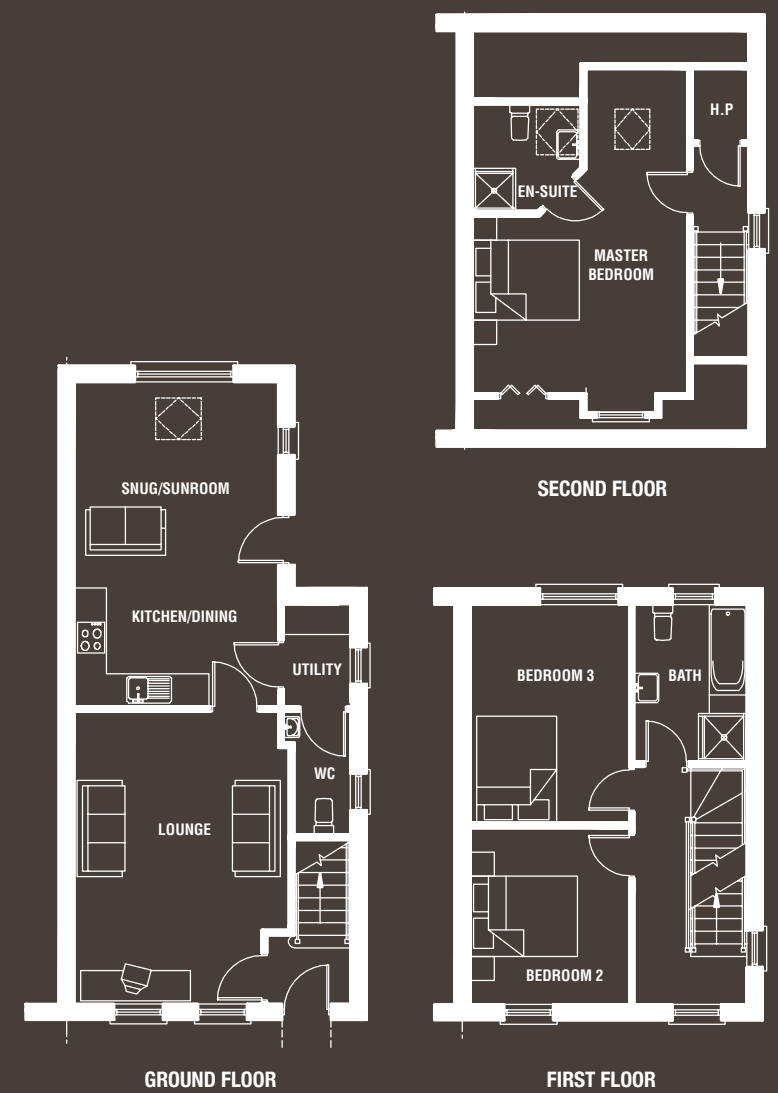 H.P
EN-SUITE
MASTER
BEDROOM
SECOND FLOOR
SNUG/SUNROOM
KITCHEN/DINING
UTILITY
WC
LOUNGE
GROUND FLOOR
BEDROOM 3
BATH
BEDROOM 2
FIRST FLOOR